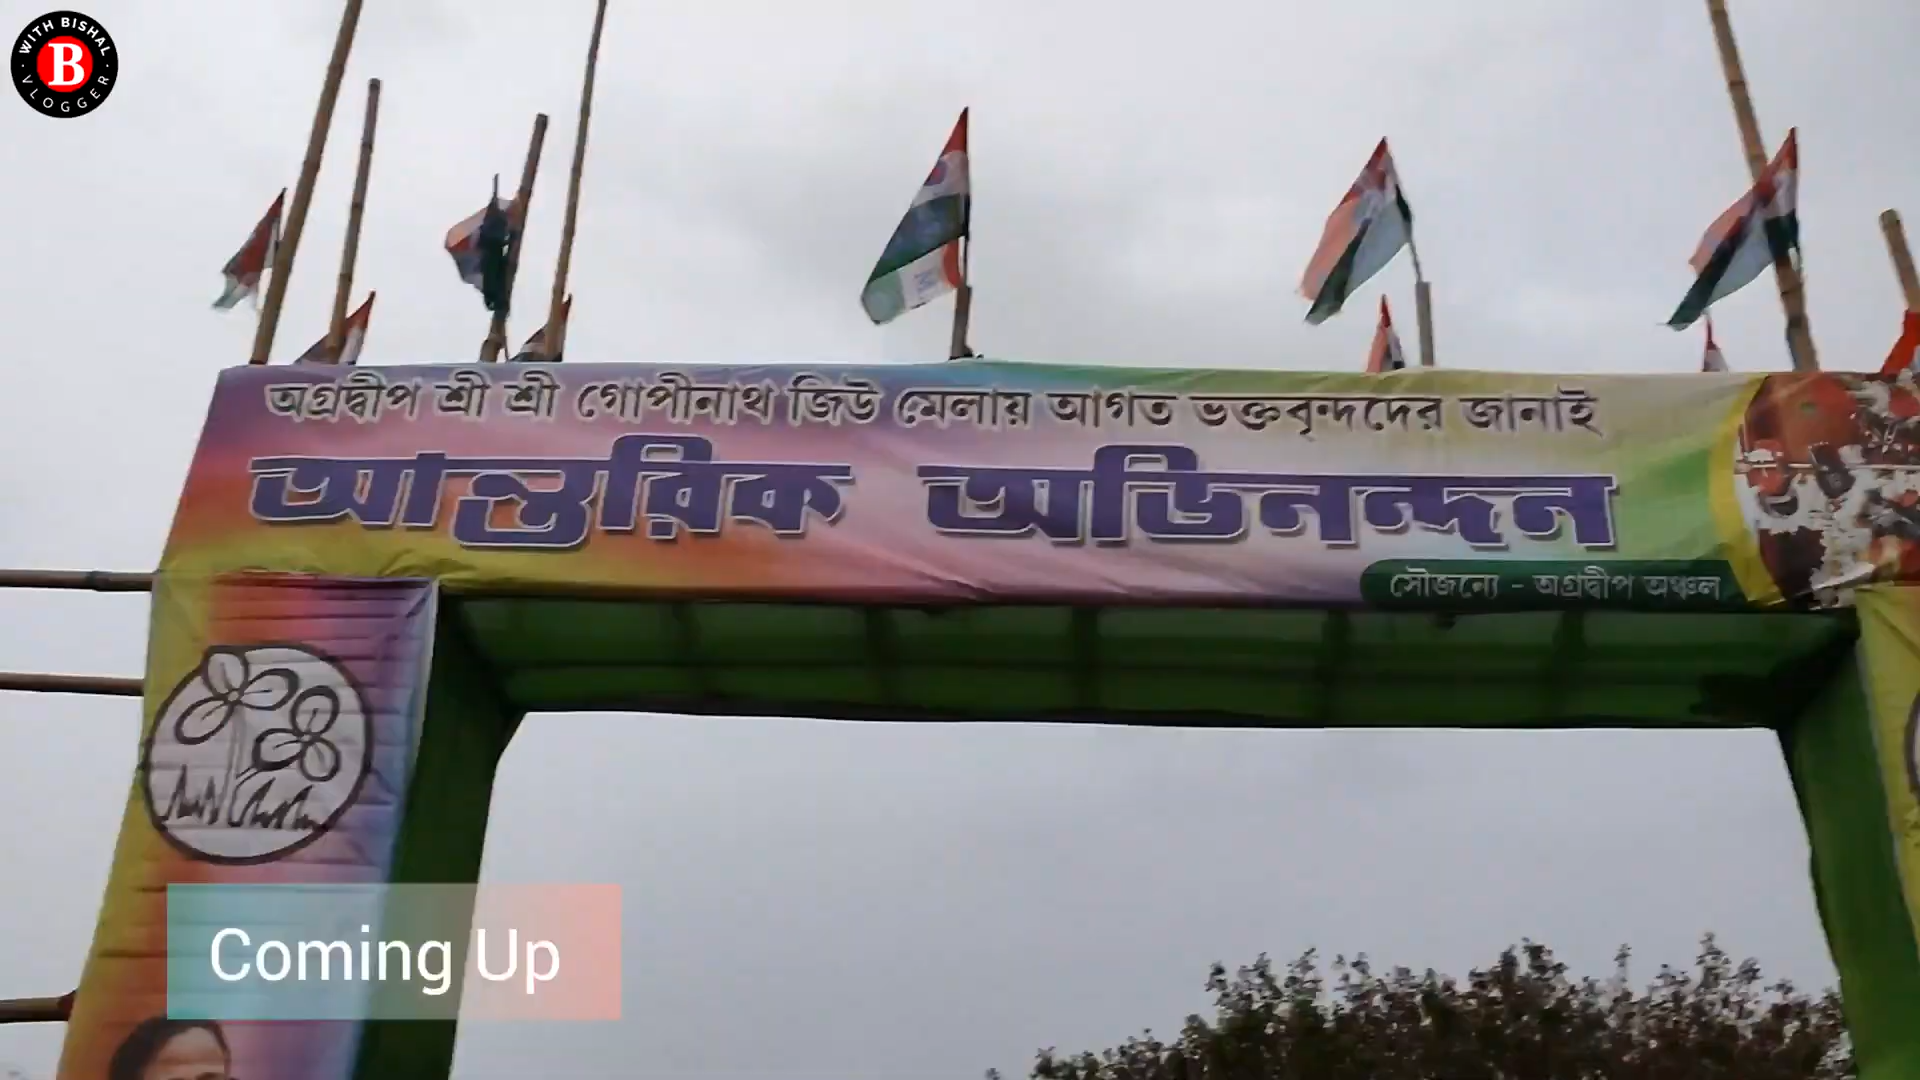 WITH BISHAL
B
VLOGGER
অগ্রদ্বীপ শ্রী শ্রী গোপীনাথ জিউ মেলায় আগত ভক্তবৃন্দদের জানাই
আন্তরিক অভিনন্দন
সৌজন্যে - অগ্রদ্বীপ অঞ্চল
Coming Up